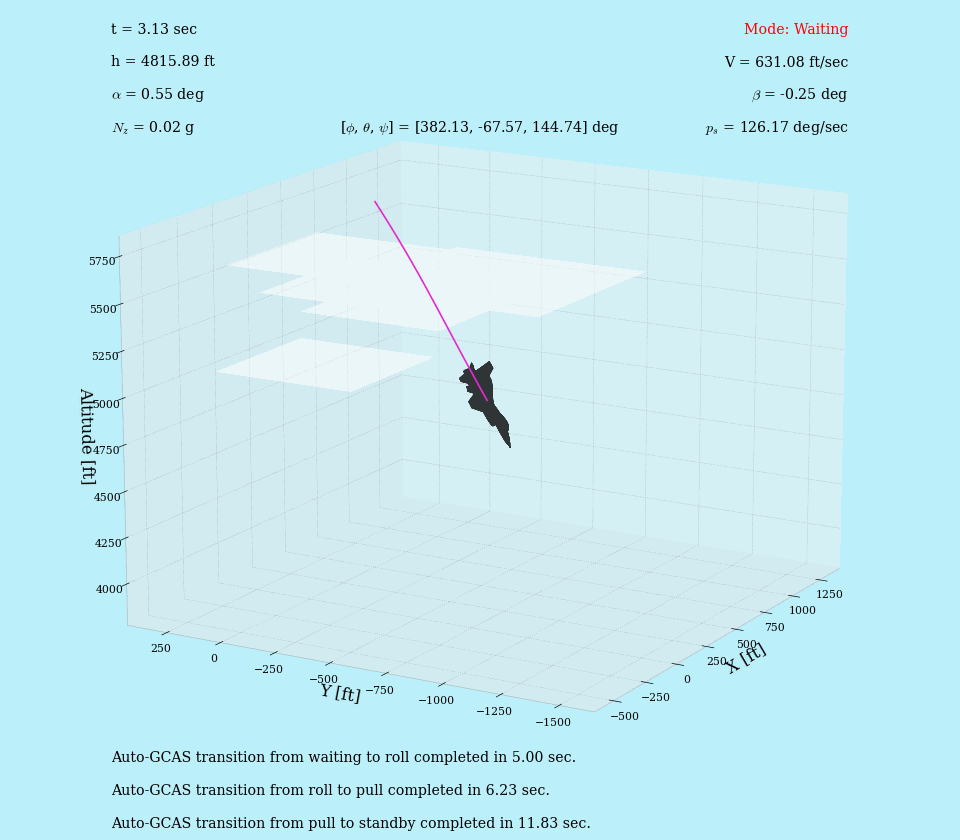 t = 3.13 sec
Mode: Waiting
h = 4815.89 ft
V = 631.08 ft/sec
α = 0.55 deg
β = -0.25 deg
N_z = 0.02 g
[ϕ, θ, ψ] = [382.13, -67.57, 144.74] deg
p_s = 126.17 deg/sec
5750
5500
5250
5000
4750
4500
4250
4000
Altitude [ft]
250
0
−250
−500
−750
−1000
−1250
−1500
Y [ft]
−500
−250
0
250
500
750
1000
1250
X [ft]
Auto-GCAS transition from waiting to roll completed in 5.00 sec.
Auto-GCAS transition from roll to pull completed in 6.23 sec.
Auto-GCAS transition from pull to standby completed in 11.83 sec.